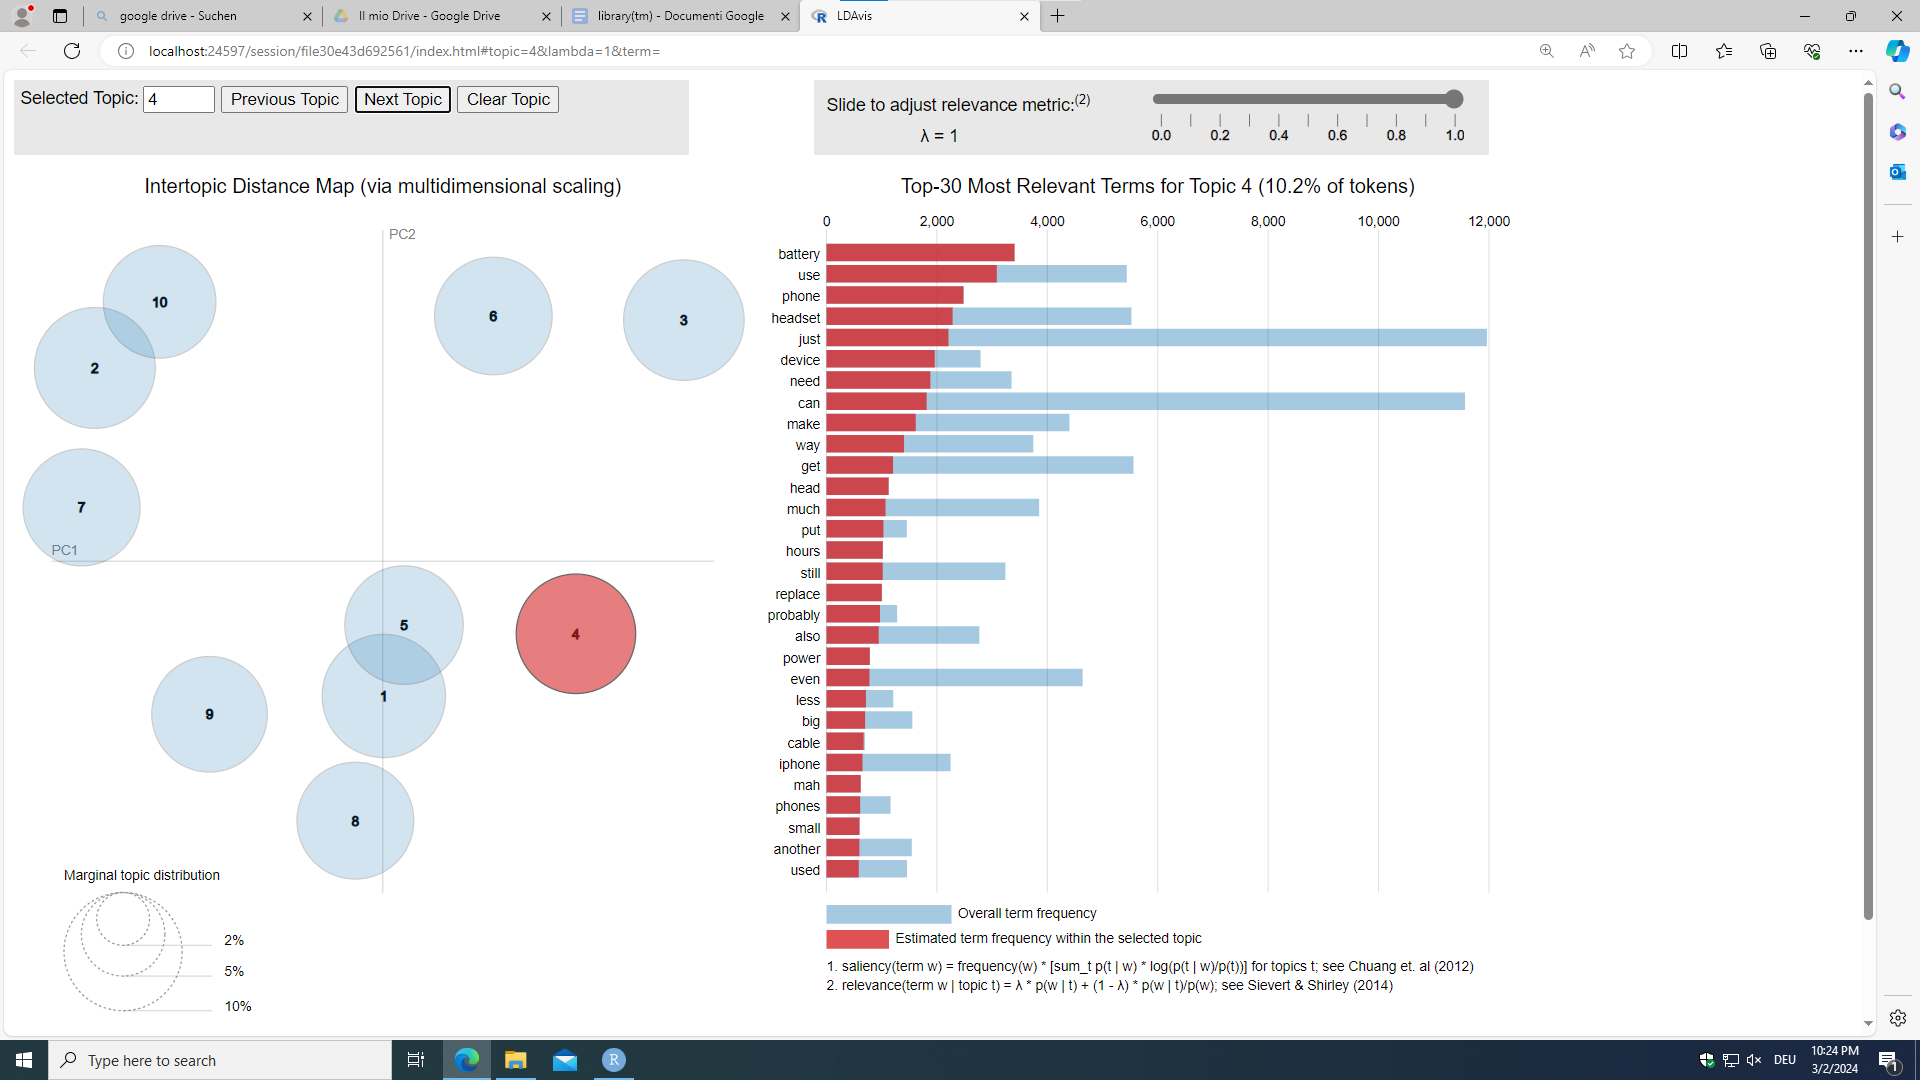 google drive - Suchen
Il mio Drive - Google Drive
library(tm) - Documenti Google
LDAvis
localhost:24597/session/file30e43d692561/index.html#topic=4&lambda=1&term=
Selected Topic: 4 Previous Topic Next Topic Clear Topic
Slide to adjust relevance metric:(2)
λ = 1
0.0 0.2 0.4 0.6 0.8 1.0
Intertopic Distance Map (via multidimensional scaling)
PC2
10
6
3
2
7
PC1
5
4
1
9
8
Marginal topic distribution
2%
5%
10%
Top-30 Most Relevant Terms for Topic 4 (10.2% of tokens)
0 2,000 4,000 6,000 8,000 10,000 12,000
battery
use
phone
headset
just
device
need
can
make
way
get
head
much
put
hours
still
replace
probably
also
power
even
less
big
cable
iphone
mah
phones
small
another
used
Overall term frequency
Estimated term frequency within the selected topic
1. saliency(term w) = frequency(w) * [sum_t p(t | w) * log(p(t | w)/p(t))] for topics t; see Chuang et. al (2012)
2. relevance(term w | topic t) = λ * p(w | t) + (1 - λ) * p(w | t)/p(w); see Sievert & Shirley (2014)
Type here to search
DEU
10:24 PM
3/2/2024
1